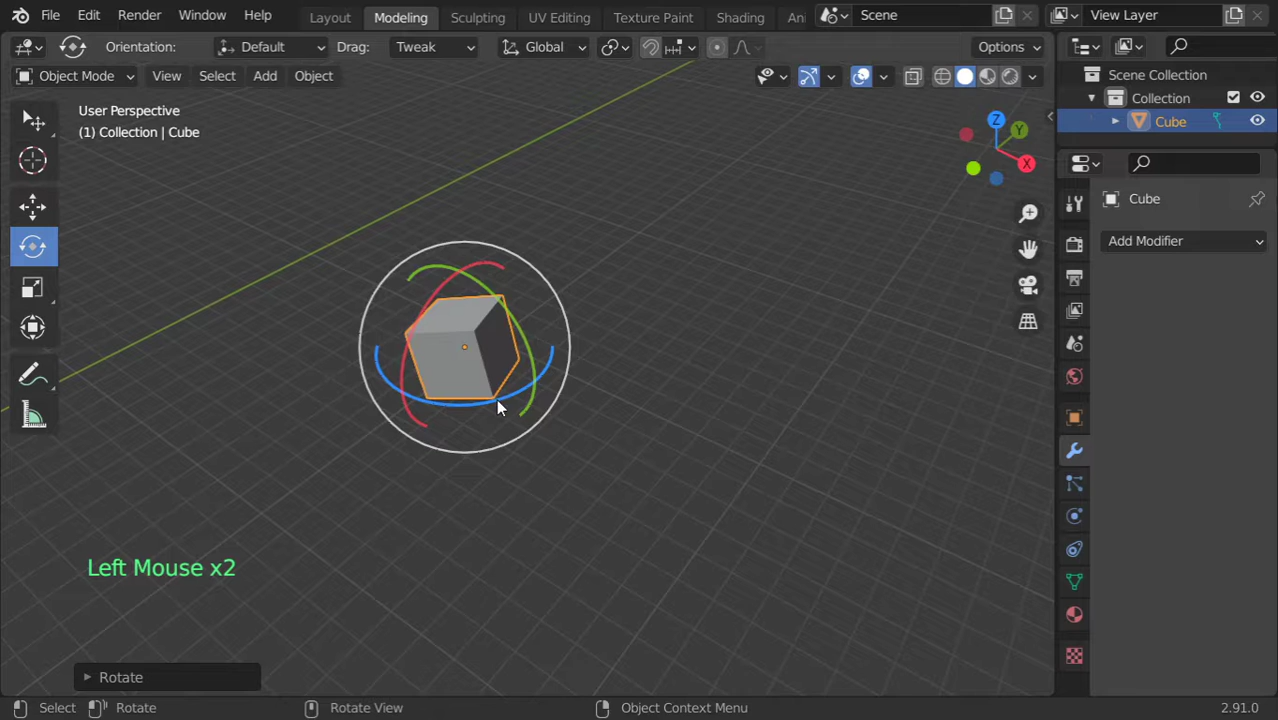 File Edit Render Window Help Layout Modeling Sculpting UV Editing Texture Paint Shading An Scene View Layer
Orientation: Default Drag: Tweak Global Options Scene Collection
Object Mode View Select Add Object Collection
User Perspective
(1) Collection | Cube
Cube
Z
Y
X
Cube
Add Modifier
Left Mouse x2
Rotate
Select Rotate Rotate View Object Context Menu 2.91.0